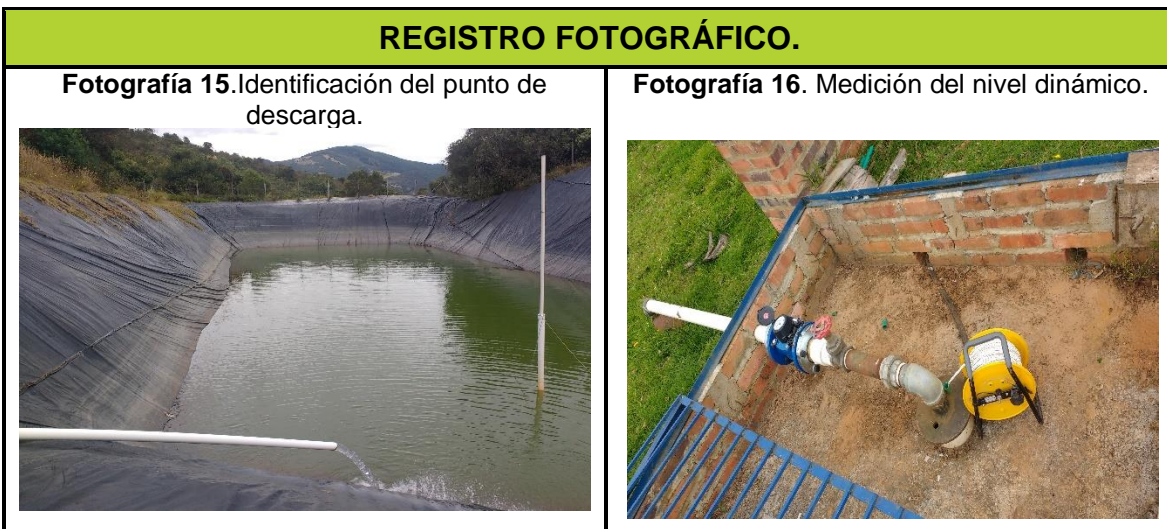 REGISTRO FOTOGRÁFICO.
Fotografía 15.Identificación del punto de
descarga.
Fotografía 16. Medición del nivel dinámico.